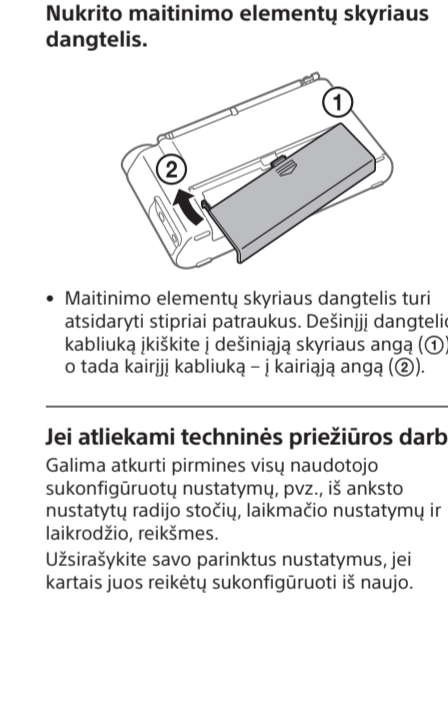 Nukrito maitinimo elementų skyriaus
dangtelis.
①
②
• Maitinimo elementų skyriaus dangtelis turi
atsidaryti stipriai patraukus. Dešinįjį
kabliuką įkiškite į dešiniąją skyriaus angą (①)
o tada kairįjį kabliuką – į kairiąją angą (②).
Jei atliekami techninės priežiūros
Galima atkurti pirmines visų naudotojo
sukonfigūruotų nustatymų, pvz., iš anksto
nustatytų radijo stočių, laikmačio nustatymų ir
laikrodžio, reikšmes.
Užsirašykite savo parinktus nustatymus, jei
kartais juos reikėtų sukonfigūruoti iš naujo.